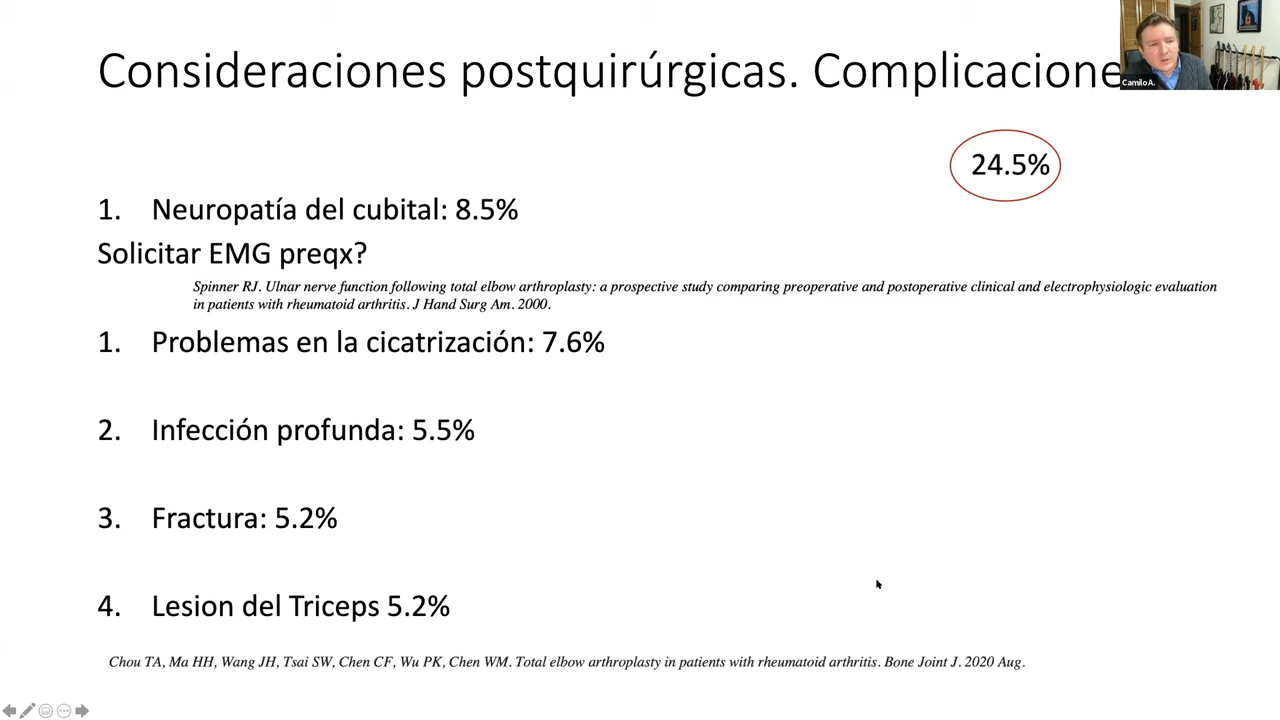 Consideraciones postquirúrgicas. Complicacione
Camilo A.
24.5%
1. Neuropatía del cubital: 8.5%
Solicitar EMG preqx?
Spinner RJ. Ulnar nerve function following total elbow arthroplasty: a prospective study comparing preoperative and postoperative clinical and electrophysiologic evaluation
in patients with rheumatoid arthritis. J Hand Surg Am. 2000.
1. Problemas en la cicatrización: 7.6%
2. Infección profunda: 5.5%
3. Fractura: 5.2%
4. Lesion del Triceps 5.2%
Chou TA, Ma HH, Wang JH, Tsai SW, Chen CF, Wu PK, Chen WM. Total elbow arthroplasty in patients with rheumatoid arthritis. Bone Joint J. 2020 Aug.